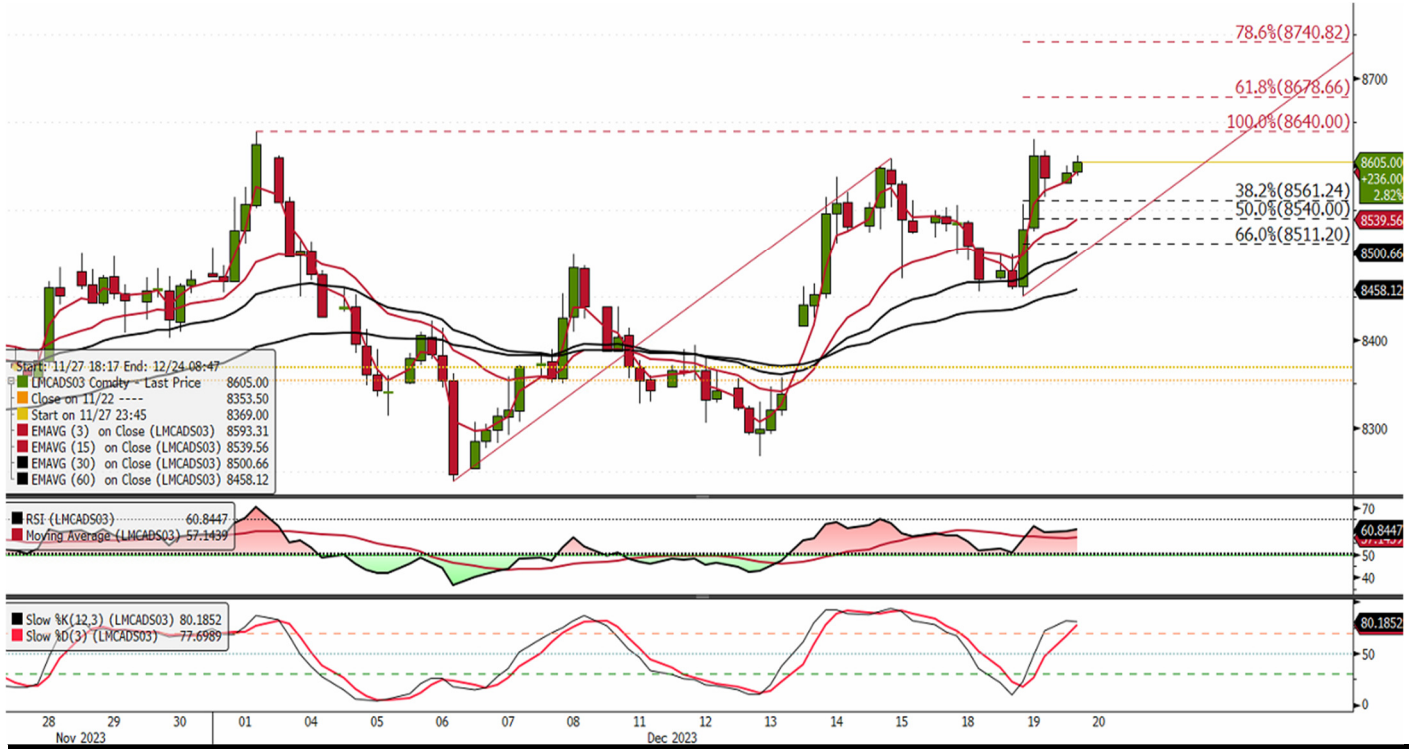 78.6%(8740.82)
8700
61.8%(8678.66)
100.0%(8640.00)
8605.00
+236.00
2.82%
38.2%(8561.24)
50.0%(8540.00)
8539.56
66.0%(8511.20)
8500.66
8458.12
8400
8300
Start: 11/27 18:17 End: 12/24 08:47
LMCADS03 Comdty - Last Price 8605.00
Close on 11/22 ---- 8353.50
Start on 11/27 23:45 8369.00
EMAVG (3) on Close (LMCADS03) 8593.31
EMAVG (15) on Close (LMCADS03) 8539.56
EMAVG (30) on Close (LMCADS03) 8500.66
EMAVG (60) on Close (LMCADS03) 8458.12
RSI (LMCADS03) 60.8447
Moving Average (LMCADS03) 57.1439
70
60.8447
57.1439
50
40
Slow %K(12,3) (LMCADS03) 80.1852
Slow %D(3) (LMCADS03) 77.6989
80.1852
50
0
28 29 30 01 04 05 06 07 08 11 12 13 14 15 18 19 20
Nov 2023 Dec 2023